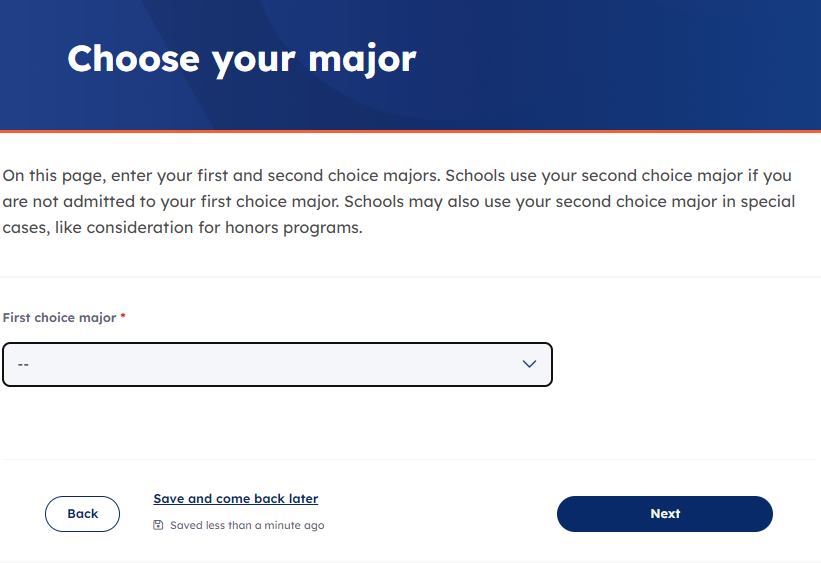 Choose your major
On this page, enter your first and second choice majors. Schools use your second choice major if you
are not admitted to your first choice major. Schools may also use your second choice major in special
cases, like consideration for honors programs.
First choice major *
--
Save and come back later
Back
Next
Saved less than a minute ago